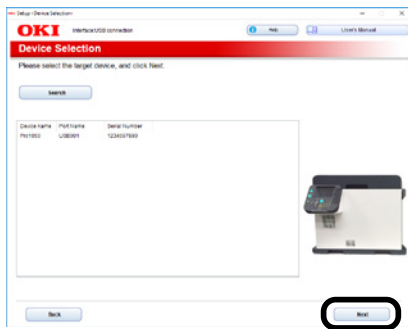 Setup <Device Selection>
OKI Interface:USB connection Help User's Manual
Device Selection
Please select the target device, and click Next.
Search
Device Name Port Name Serial Number
Pro1050 USB001 1234567890
Back Next